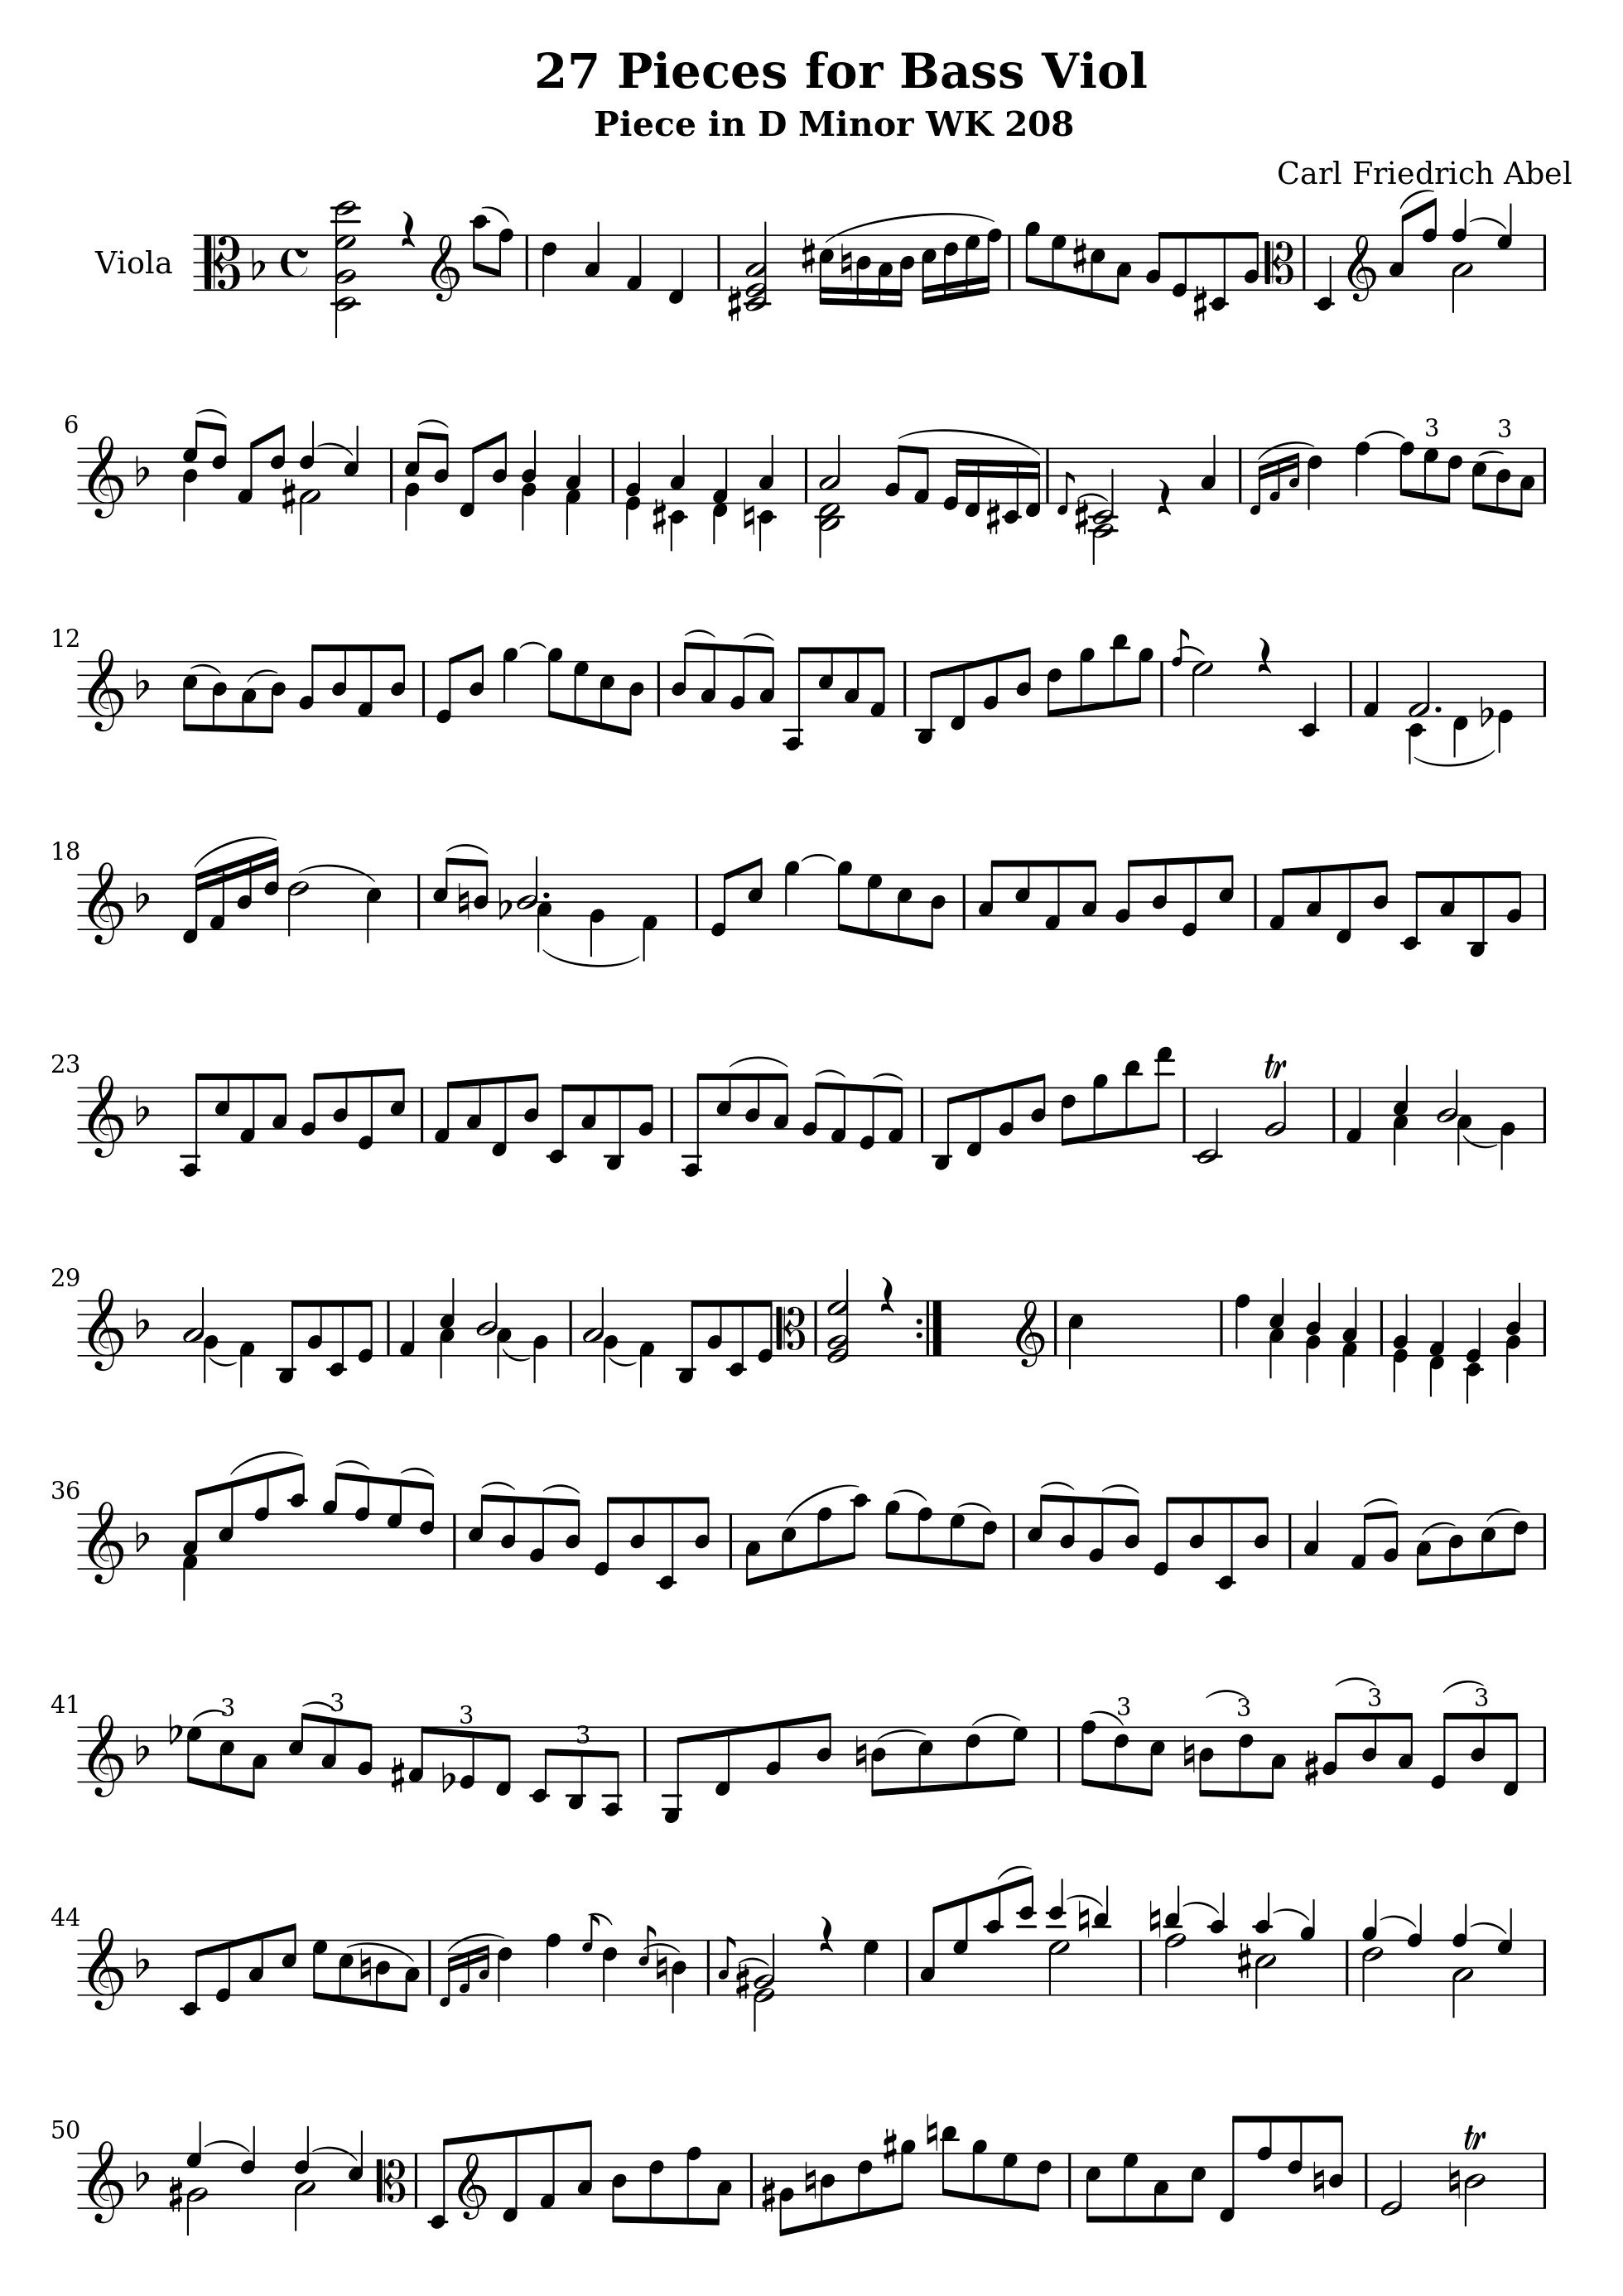 27 Pieces for Bass Viol
Piece in D Minor WK 208
Carl Friedrich Abel
Viola
6
3 3
12
18
23
tr
29
36
41
3 3 3 3
3 3 3 3
44
50
tr